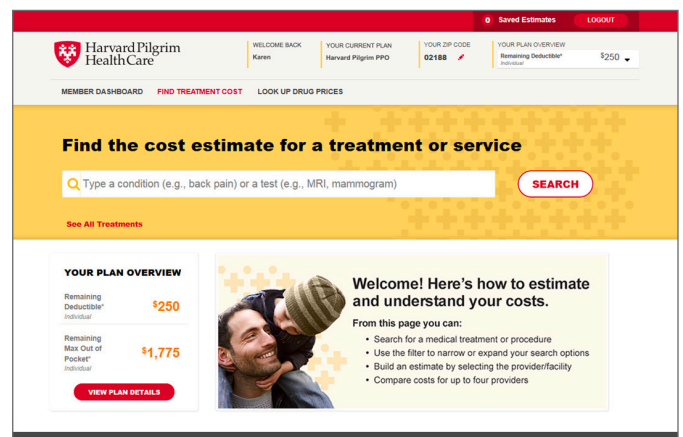 0 Saved Estimates LOGOUT
Harvard Pilgrim
HealthCare
WELCOME BACK
Karen
YOUR CURRENT PLAN
Harvard Pilgrim PPO
YOUR ZIP CODE
02188
YOUR PLAN OVERVIEW
Remaining Deductible* $250
Individual
MEMBER DASHBOARD FIND TREATMENT COST LOOK UP DRUG PRICES
Find the cost estimate for a treatment or service
Type a condition (e.g., back pain) or a test (e.g., MRI, mammogram) SEARCH
See All Treatments
YOUR PLAN OVERVIEW
Remaining
Deductible* $250
Individual
Remaining
Max Out of
Pocket* $1,775
Individual
VIEW PLAN DETAILS
Welcome! Here's how to estimate
and understand your costs.
From this page you can:
• Search for a medical treatment or procedure
• Use the filter to narrow or expand your search options
• Build an estimate by selecting the provider/facility
• Compare costs for up to four providers